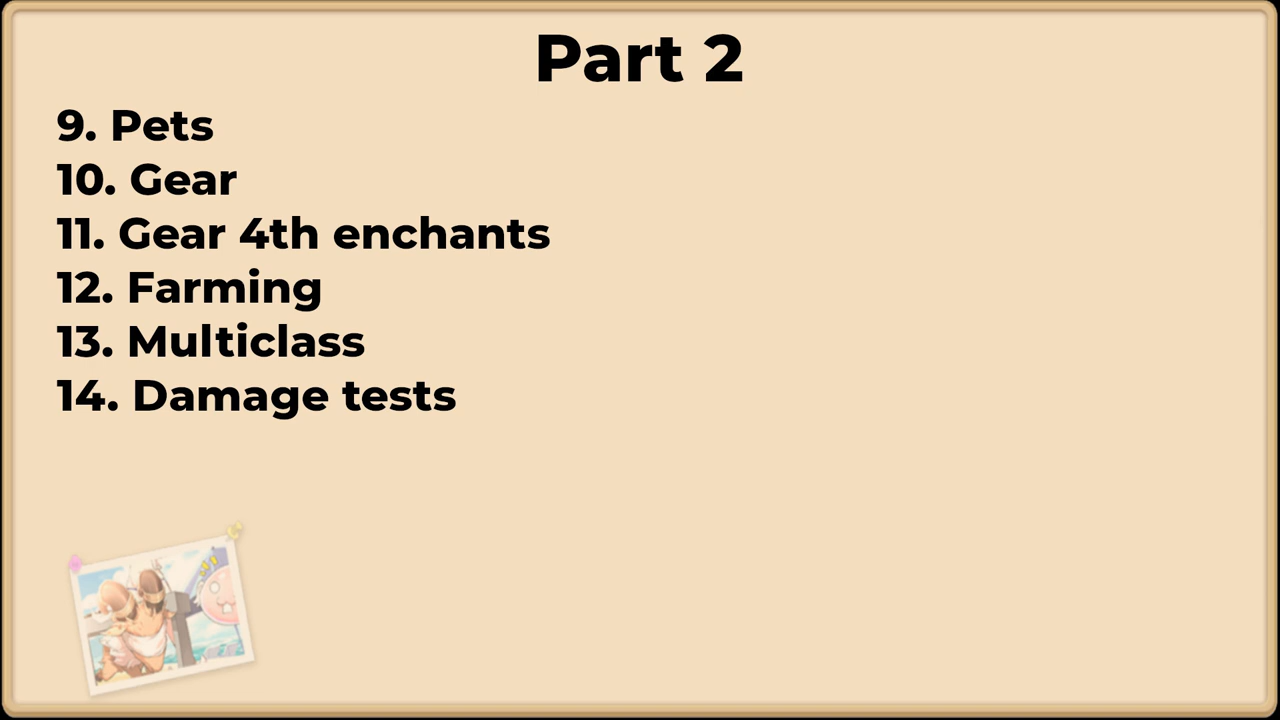 Part 2
9. Pets
10. Gear
11. Gear 4th enchants
12. Farming
13. Multiclass
14. Damage tests